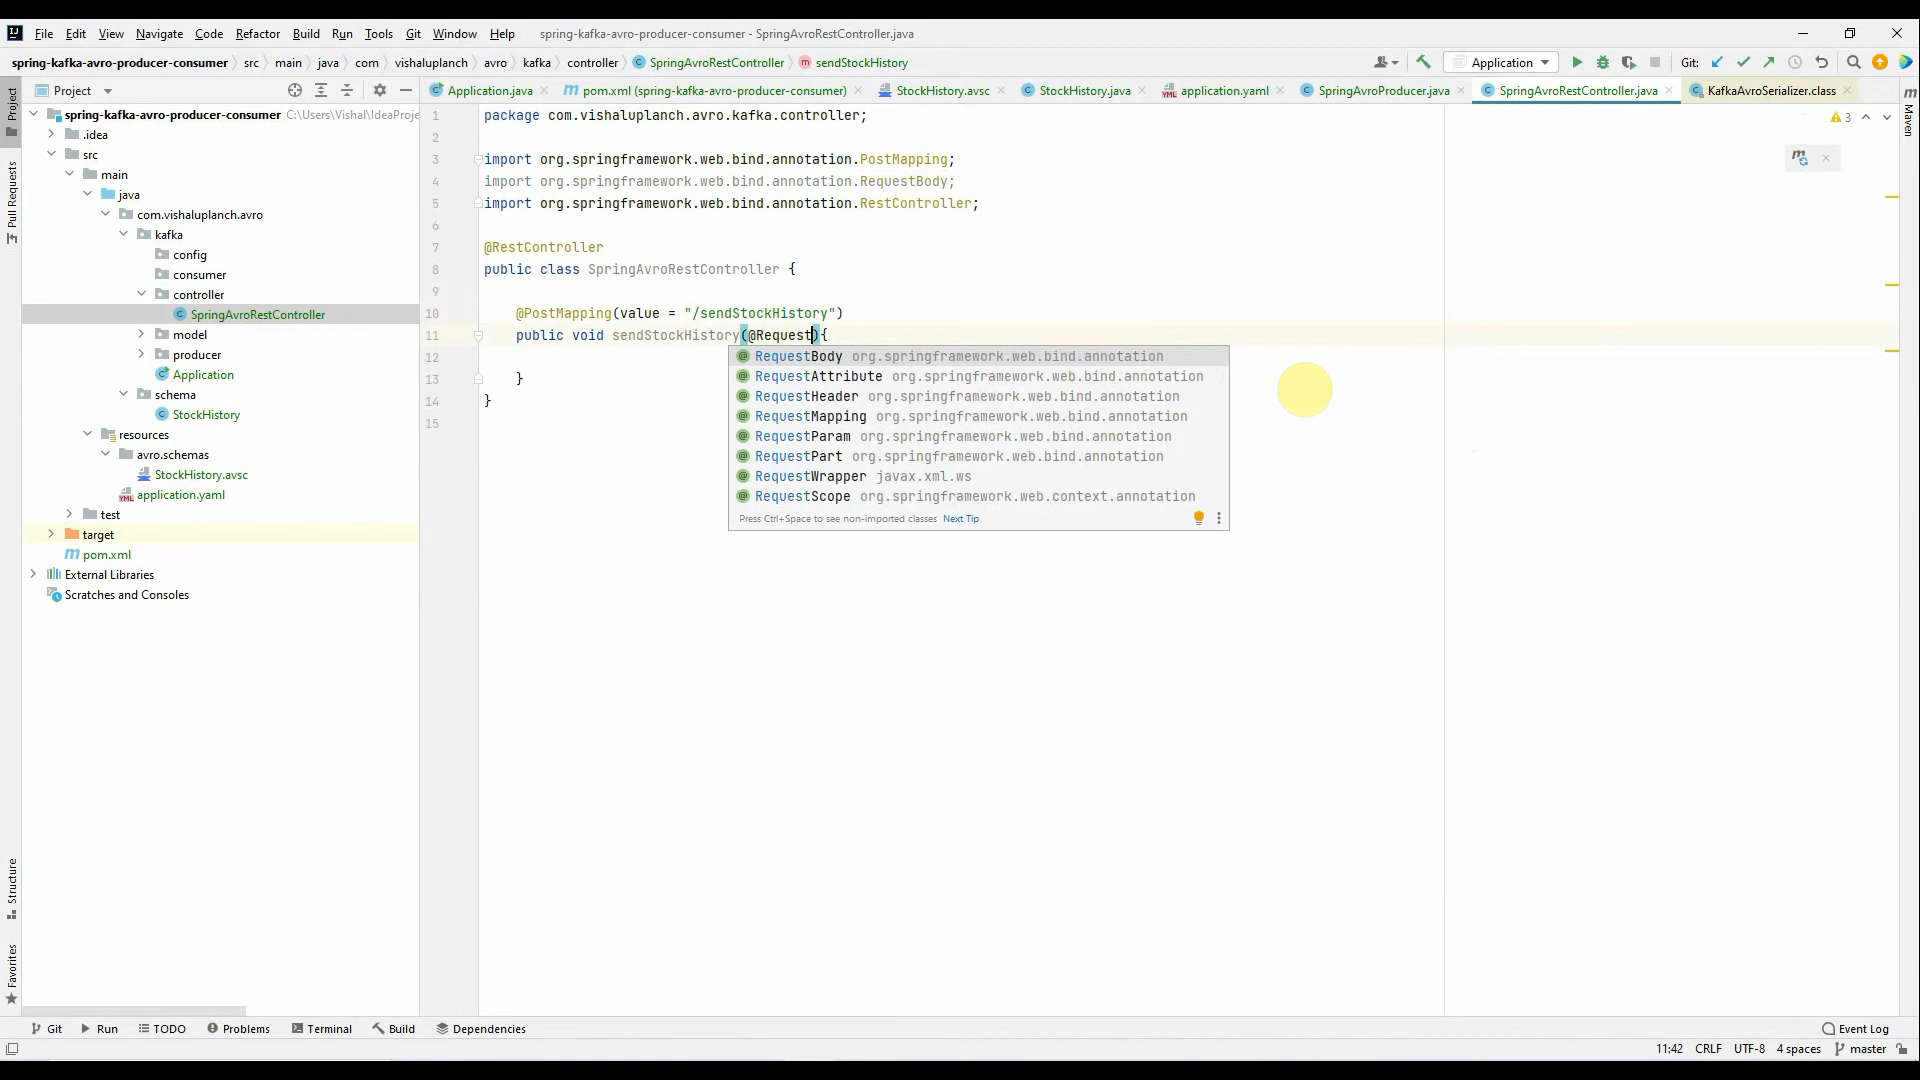 File Edit View Navigate Code Refactor Build Run Tools Git Window Help spring-kafka-avro-producer-consumer - SpringAvroRestController.java
spring-kafka-avro-producer-consumer src main java com vishaluplanch avro kafka controller SpringAvroRestController sendStockHistory Application Git:
Project
Application.java pom.xml (spring-kafka-avro-producer-consumer) StockHistory.avsc StockHistory.java application.yaml SpringAvroProducer.java SpringAvroRestController.java KafkaAvroSerializer.class
Project
Pull Requests
Structure
Favorites
Maven
spring-kafka-avro-producer-consumer C:\Users\Vishal\IdeaProje
.idea
src
main
java
com.vishaluplanch.avro
kafka
config
consumer
controller
SpringAvroRestController
model
producer
Application
schema
StockHistory
resources
avro.schemas
StockHistory.avsc
application.yaml
test
target
pom.xml
External Libraries
Scratches and Consoles
3
1 package com.vishaluplanch.avro.kafka.controller;
2
3 import org.springframework.web.bind.annotation.PostMapping;
4 import org.springframework.web.bind.annotation.RequestBody;
5 import org.springframework.web.bind.annotation.RestController;
6
7 @RestController
8 public class SpringAvroRestController {
9
10 @PostMapping(value = "/sendStockHistory")
11 public void sendStockHistory(@Request){
12
13 }
14 }
15
RequestBody org.springframework.web.bind.annotation
RequestAttribute org.springframework.web.bind.annotation
RequestHeader org.springframework.web.bind.annotation
RequestMapping org.springframework.web.bind.annotation
RequestParam org.springframework.web.bind.annotation
RequestPart org.springframework.web.bind.annotation
RequestWrapper javax.xml.ws
RequestScope org.springframework.web.context.annotation
Press Ctrl+Space to see non-imported classes Next Tip
Git Run TODO Problems Terminal Build Dependencies Event Log
11:42 CRLF UTF-8 4 spaces master